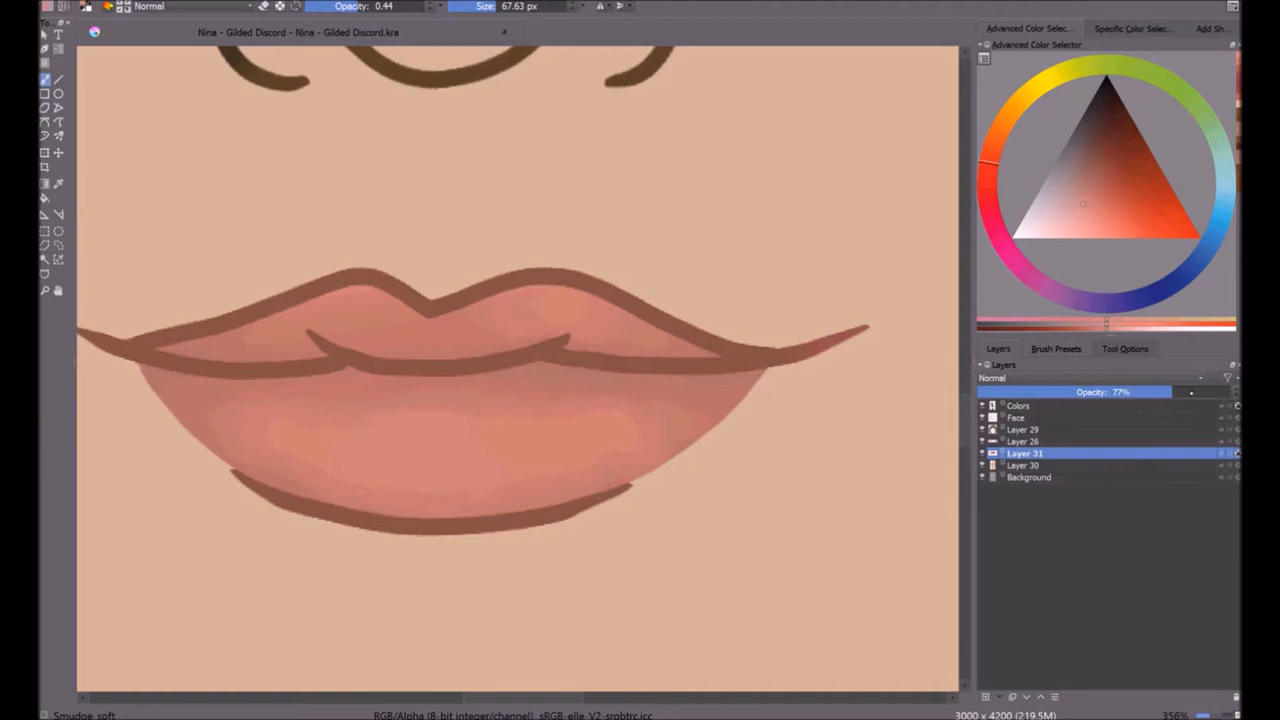 Normal Opacity: 0.44 Size: 67.63 px
To...
Nina - Gilded Discord - Nina - Gilded Discord.kra x
Advanced Color Selec... Specific Color Selec... Add Sh...
Advanced Color Selector
Layers Brush Presets Tool Options
Layers
Normal
Opacity: 77%
Colors
Face
Layer 29
Layer 26
Layer 31
Layer 30
Background
Smudge_soft RGB/Alpha (8-bit integer/channel) sRGB-elle-V2-srgbtrc.icc 3000 x 4200 (219.5M) 356%